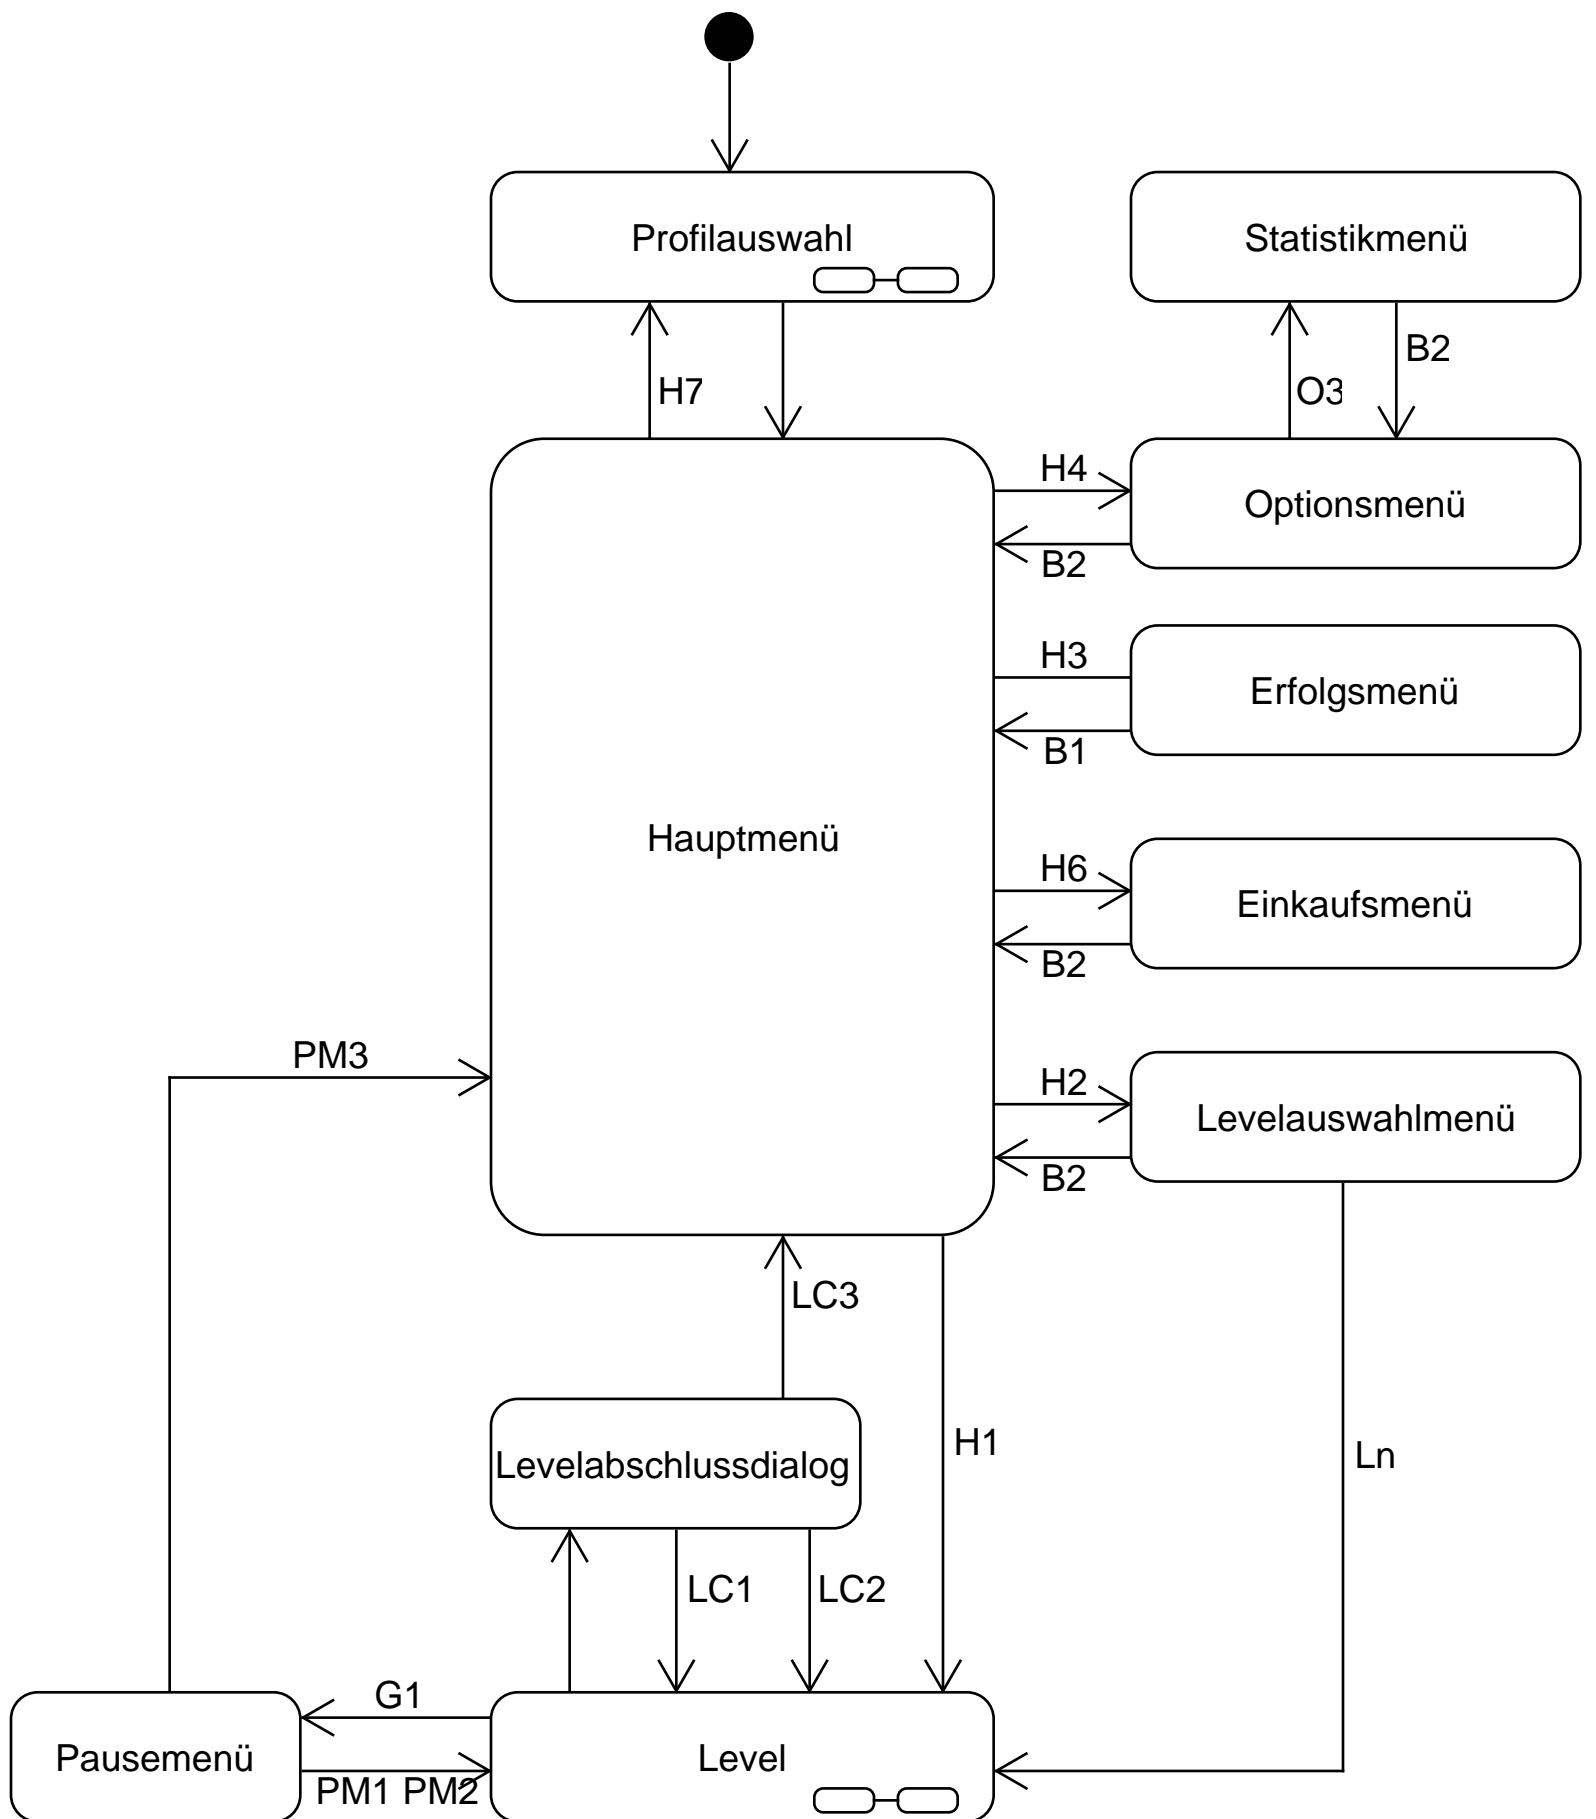 Profilauswahl
Statistikmenü
H7
B2
O3
H4
Optionsmenü
B2
H3
Erfolgsmenü
B1
Hauptmenü
H6
Einkaufsmenü
B2
PM3
H2
Levelauswahlmenü
B2
LC3
H1
Ln
Levelabschlussdialog
LC1
LC2
G1
Pausemenü
Level
PM1 PM2